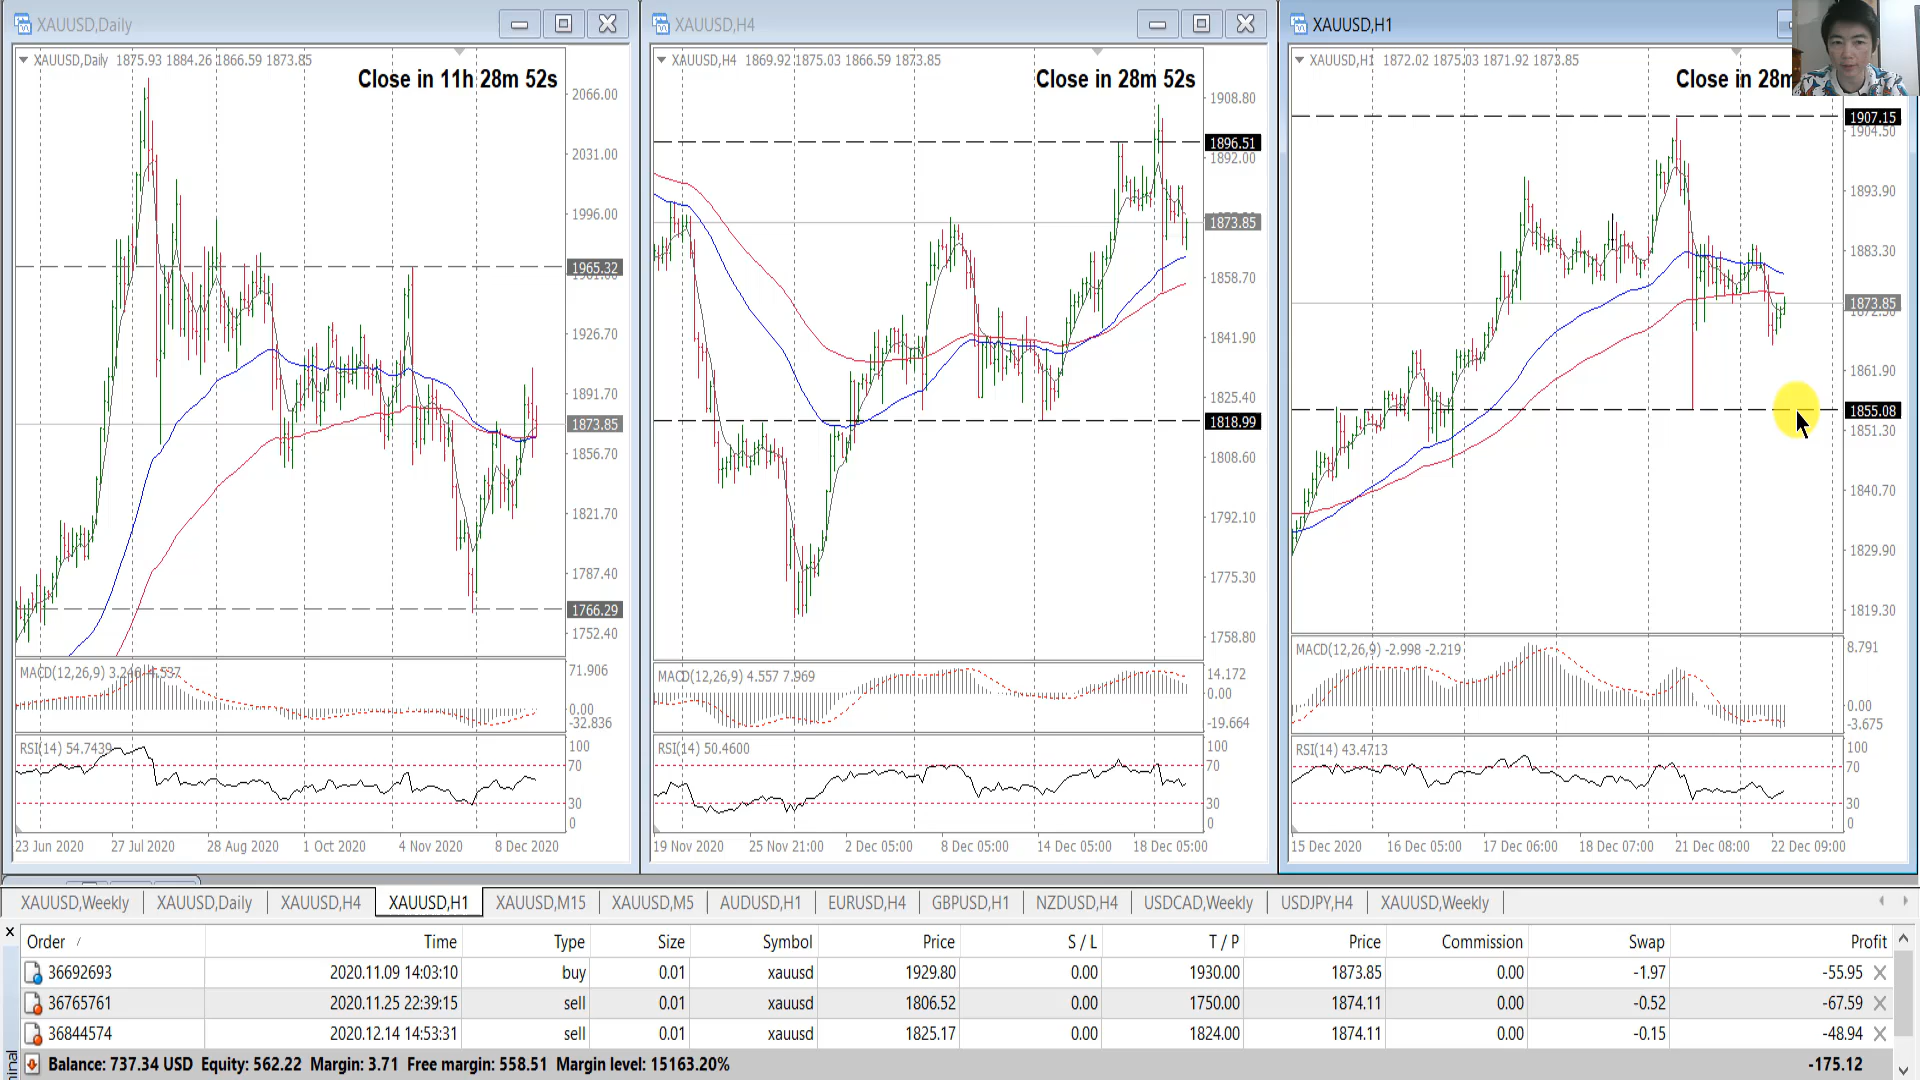 XAUUSD,Daily
XAUUSD,Daily 1875.93 1884.26 1866.59 1873.85
Close in 11h 28m 52s
2066.00
2031.00
1996.00
1965.32
1926.70
1891.70
1873.85
1856.70
1821.70
1787.40
1766.29
1752.40
MACD(12,26,9) 3.246 4.537
71.906
0.00
-32.836
RSI(14) 54.7439
100
70
30
0
23 Jun 2020 27 Jul 2020 28 Aug 2020 1 Oct 2020 4 Nov 2020 8 Dec 2020
XAUUSD,H4
XAUUSD,H4 1869.92 1875.03 1866.59 1873.85
Close in 28m 52s
1908.80
1896.51
1892.00
1873.85
1858.70
1841.90
1825.40
1818.99
1808.60
1792.10
1775.30
1758.80
MACD(12,26,9) 4.557 7.969
14.172
0.00
-19.664
RSI(14) 50.4600
100
70
30
0
19 Nov 2020 25 Nov 21:00 2 Dec 05:00 8 Dec 05:00 14 Dec 05:00 18 Dec 05:00
XAUUSD,H1
XAUUSD,H1 1872.02 1875.03 1871.92 1873.85
Close in 28m
1907.15
1904.50
1893.90
1883.30
1873.85
1861.90
1855.08
1851.30
1840.70
1829.90
1819.30
MACD(12,26,9) -2.998 -2.219
8.791
0.00
-3.675
RSI(14) 43.4713
100
70
30
0
15 Dec 2020 16 Dec 05:00 17 Dec 06:00 18 Dec 07:00 21 Dec 08:00 22 Dec 09:00
XAUUSD,Weekly XAUUSD,Daily XAUUSD,H4 XAUUSD,H1 XAUUSD,M15 XAUUSD,M5 AUDUSD,H1 EURUSD,H4 GBPUSD,H1 NZDUSD,H4 USDCAD,Weekly USDJPY,H4 XAUUSD,Weekly
Order / Time Type Size Symbol Price S / L T / P Price Commission Swap Profit
36692693 2020.11.09 14:03:10 buy 0.01 xauusd 1929.80 0.00 1930.00 1873.85 0.00 -1.97 -55.95
36765761 2020.11.25 22:39:15 sell 0.01 xauusd 1806.52 0.00 1750.00 1874.11 0.00 -0.52 -67.59
36844574 2020.12.14 14:53:31 sell 0.01 xauusd 1825.17 0.00 1824.00 1874.11 0.00 -0.15 -48.94
Balance: 737.34 USD Equity: 562.22 Margin: 3.71 Free margin: 558.51 Margin level: 15163.20% -175.12